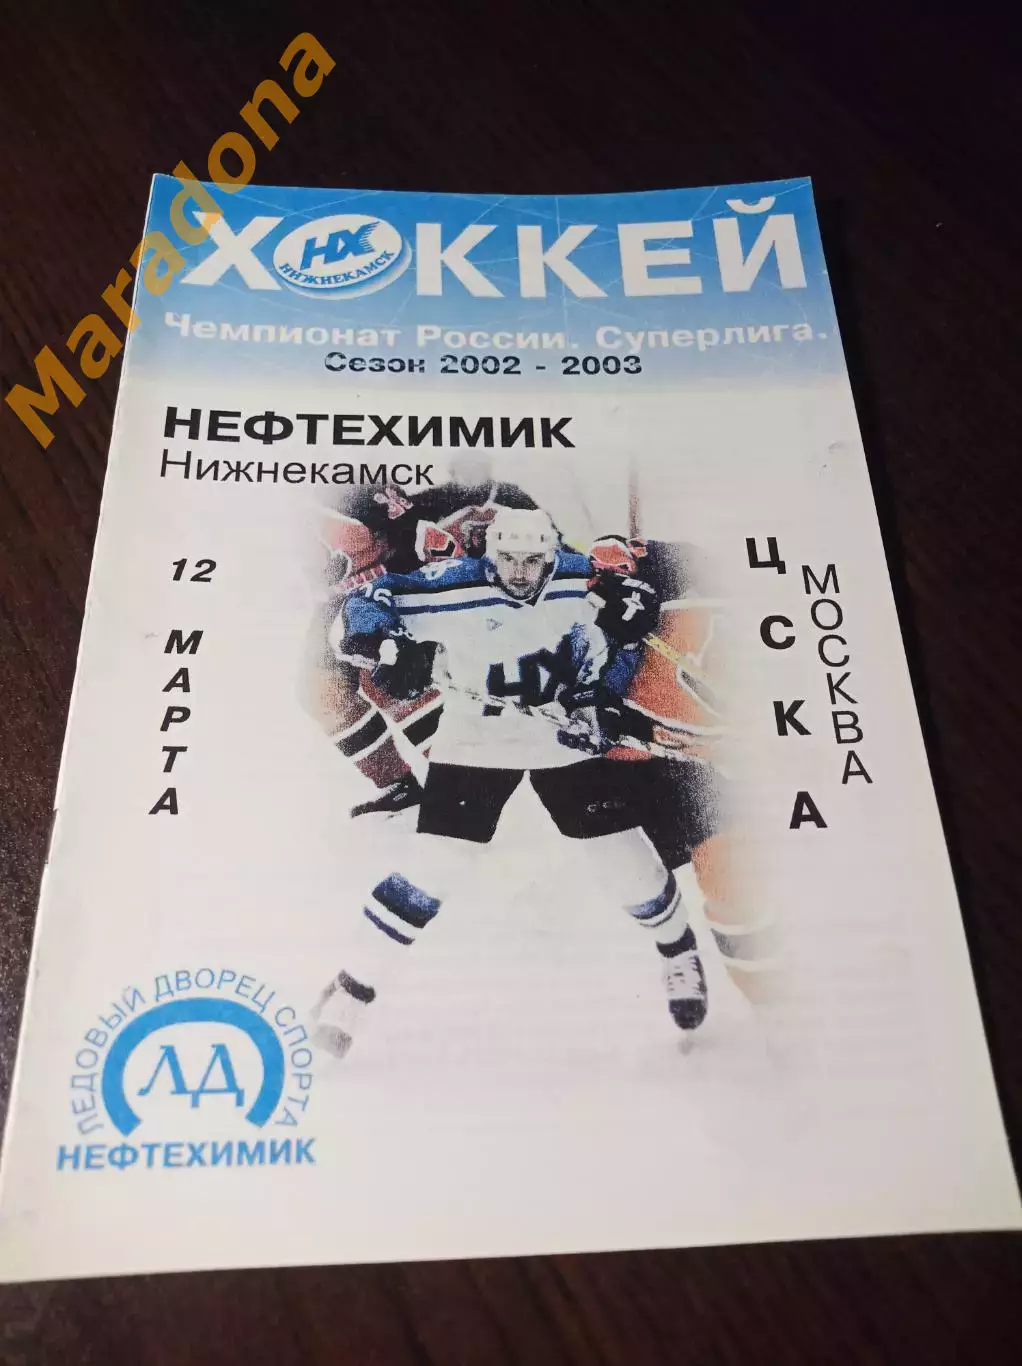 Maradona
ХОККЕЙ
НХ
НИЖНЕКАМСК
Чемпионат России. Суперлига.
Сезон 2002 - 2003
НЕФТЕХИМИК
Нижнекамск
12
МАРТА
ЦСКА
МОСКВА
НХ
ЛЕДОВЫЙ ДВОРЕЦ СПОРТА
ЛД
НЕФТЕХИМИК